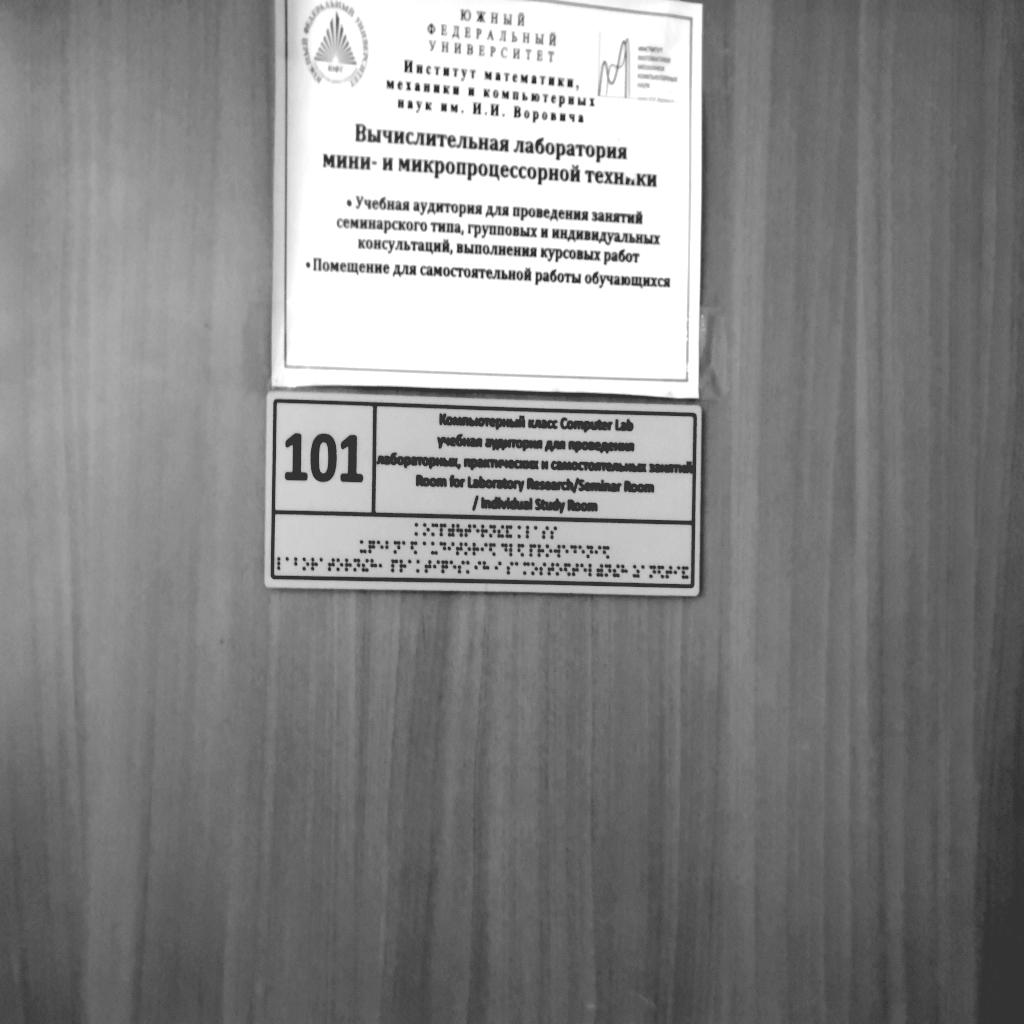 ЮЖНЫЙ
ФЕДЕРАЛЬНЫЙ
УНИВЕРСИТЕТ
Институт математики,
механики и компьютерных
наук им. И.И. Воровича
Вычислительная лаборатория
мини- и микропроцессорной техники
• Учебная аудитория для проведения занятий
семинарского типа, групповых и индивидуальных
консультаций, выполнения курсовых работ
• Помещение для самостоятельной работы обучающихся
101
Компьютерный класс Computer Lab
учебная аудитория для проведения
лабораторных, практических и самостоятельных занятий
Room for Laboratory Research/Seminar Room
/ Individual Study Room